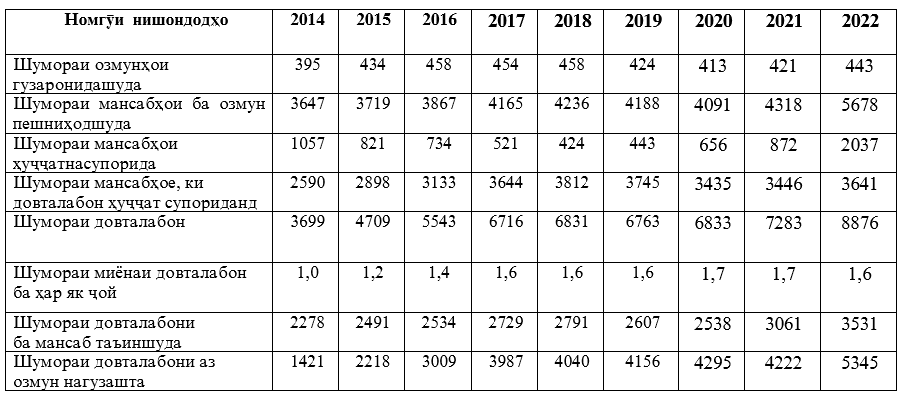 Номгӯи нишондодҳо 2014 2015 2016 2017 2018 2019 2020 2021 2022
Шумораи озмунҳои 395 434 458 454 458 424 413 421 443
гузаронидашуда
Шумораи мансабҳои ба озмун 3647 3719 3867 4165 4236 4188 4091 4318 5678
пешниҳодшуда
Шумораи мансабҳои 1057 821 734 521 424 443 656 872 2037
ҳуҷҷатнасупорида
Шумораи мансабҳое, ки 2590 2898 3133 3644 3812 3745 3435 3446 3641
довталабон ҳуҷҷат супориданд
Шумораи довталабон 3699 4709 5543 6716 6831 6763 6833 7283 8876
Шумораи миёнаи довталабон 1,0 1,2 1,4 1,6 1,6 1,6 1,7 1,7 1,6
ба ҳар як ҷой
Шумораи довталабони 2278 2491 2534 2729 2791 2607 2538 3061 3531
ба мансаб таъиншуда
Шумораи довталабони аз 1421 2218 3009 3987 4040 4156 4295 4222 5345
озмун нагузашта